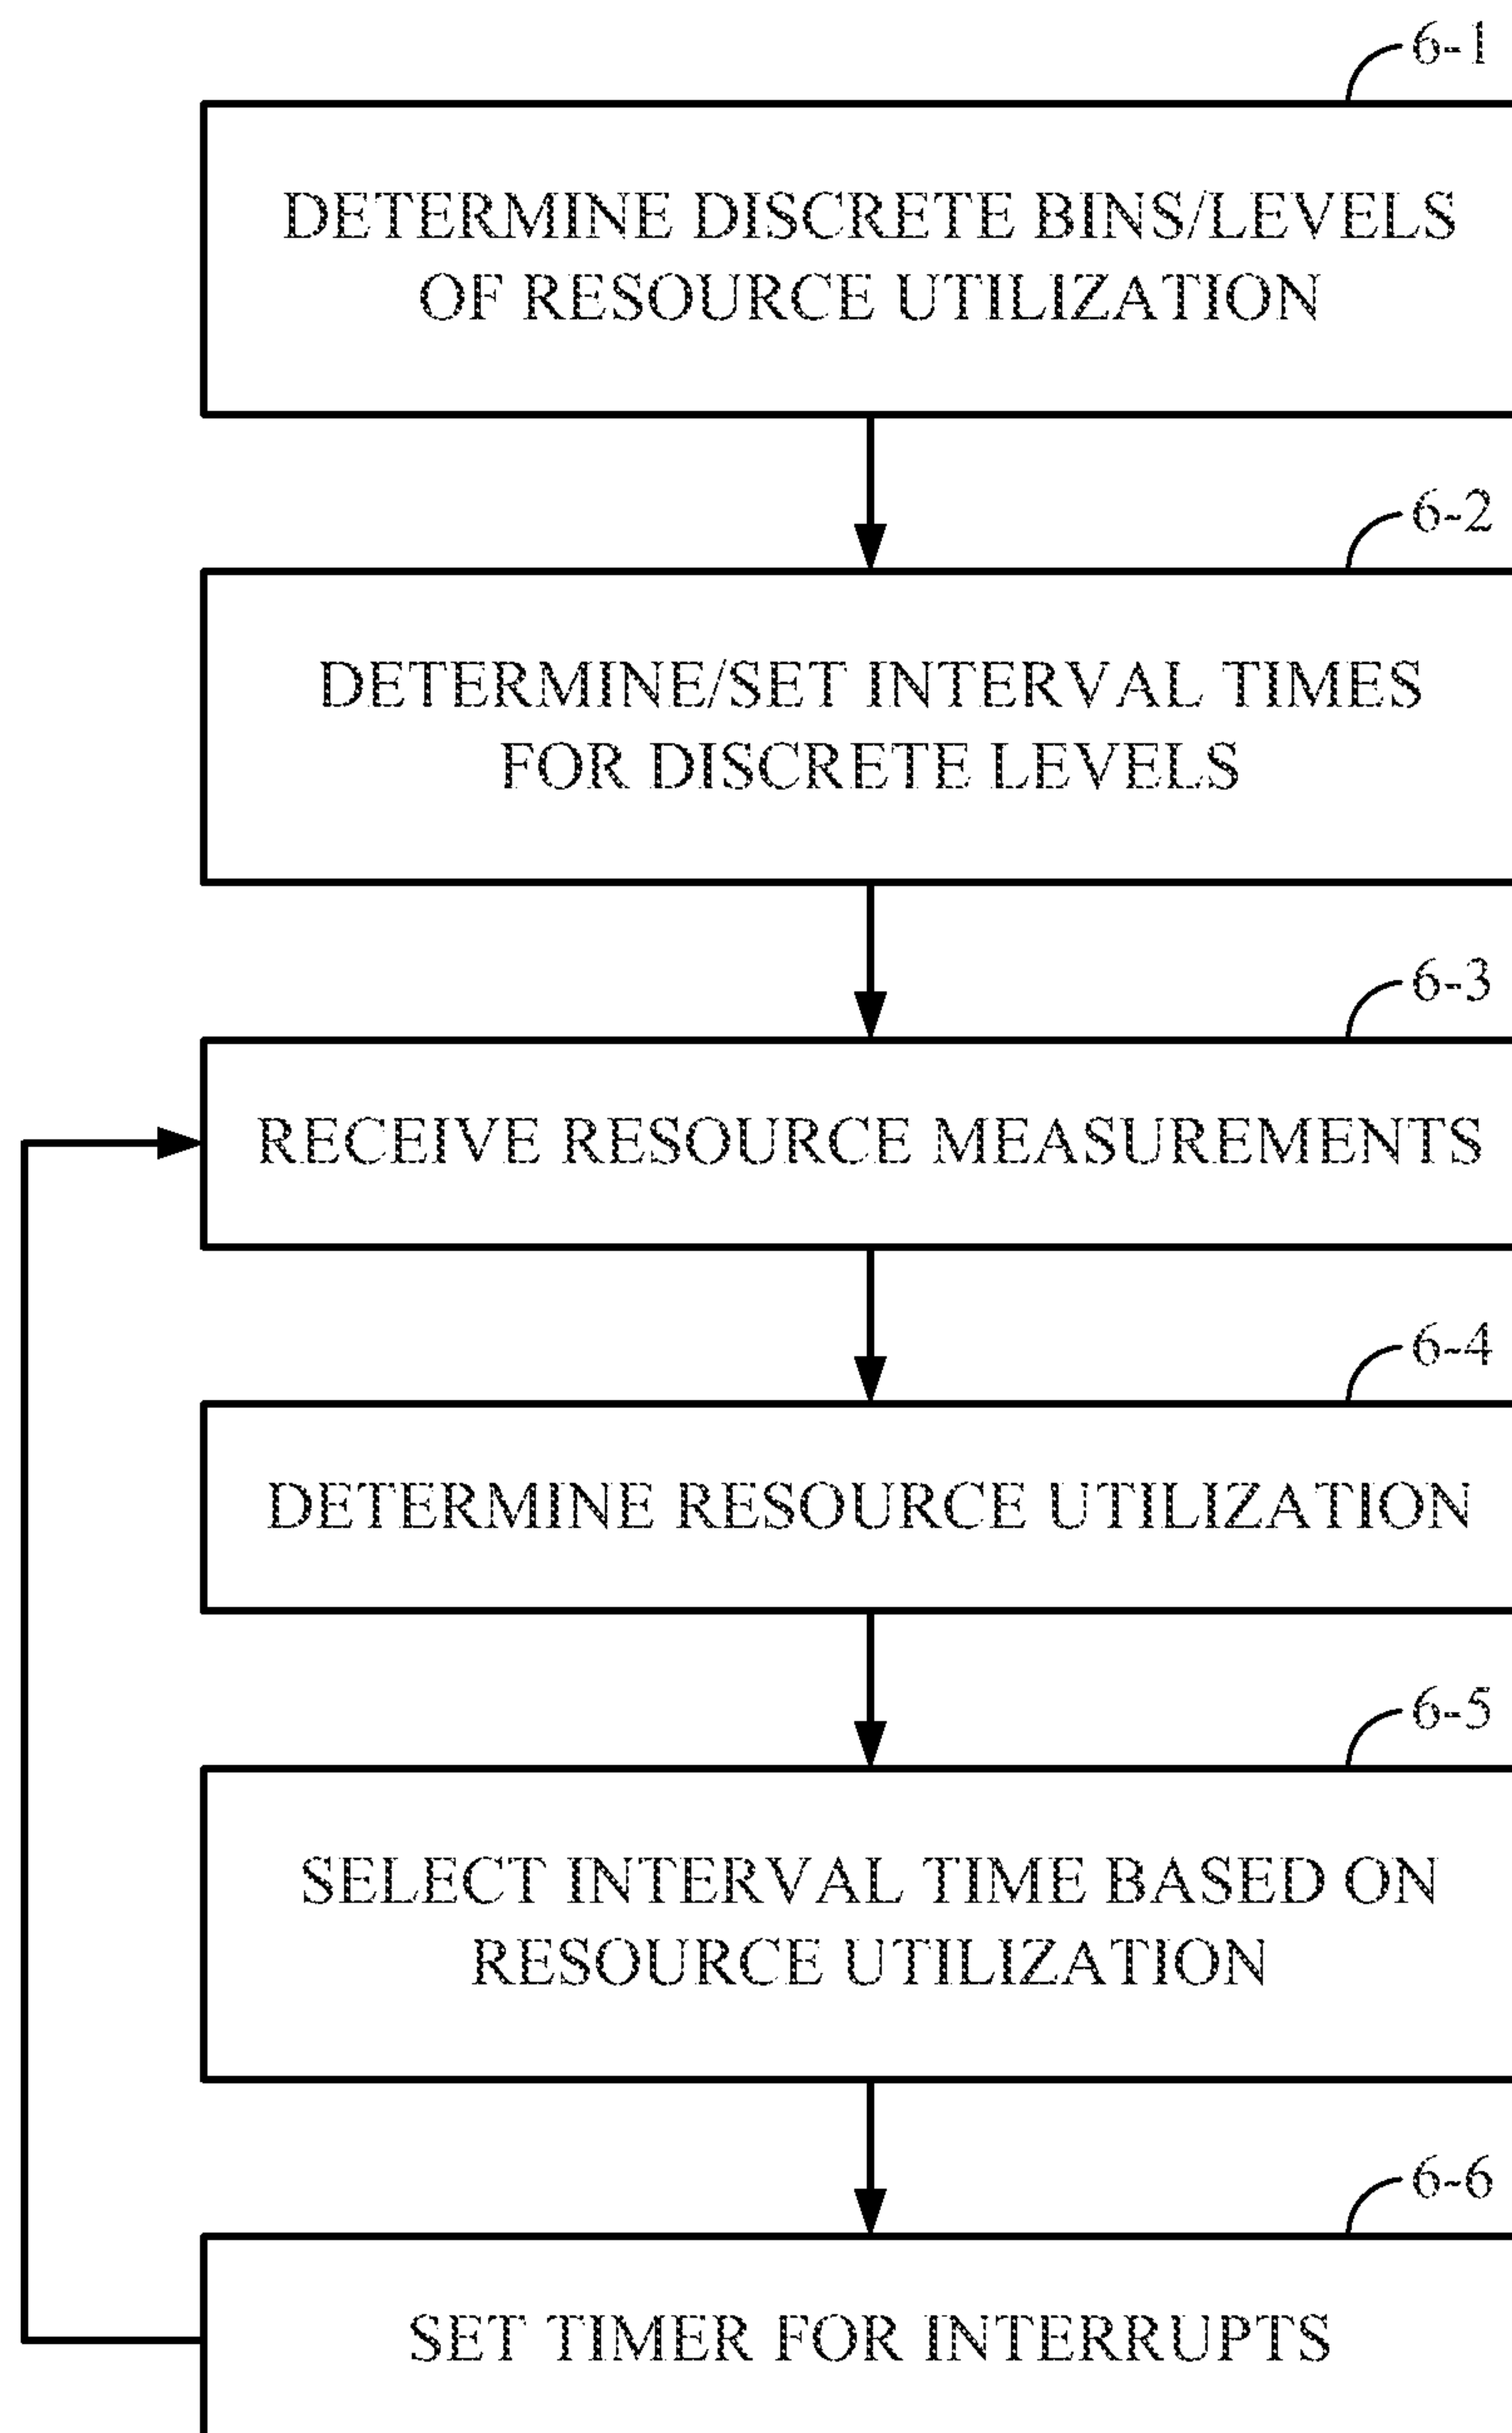 6-1
DETERMINE DISCRETE BINS/LEVELS
OF RESOURCE UTILIZATION
6-2
DETERMINE/SET INTERVAL TIMES
FOR DISCRETE LEVELS
6-3
RECEIVE RESOURCE MEASUREMENTS
6-4
DETERMINE RESOURCE UTILIZATION
6-5
SELECT INTERVAL TIME BASED ON
RESOURCE UTILIZATION
6-6
SET TIMER FOR INTERRUPTS